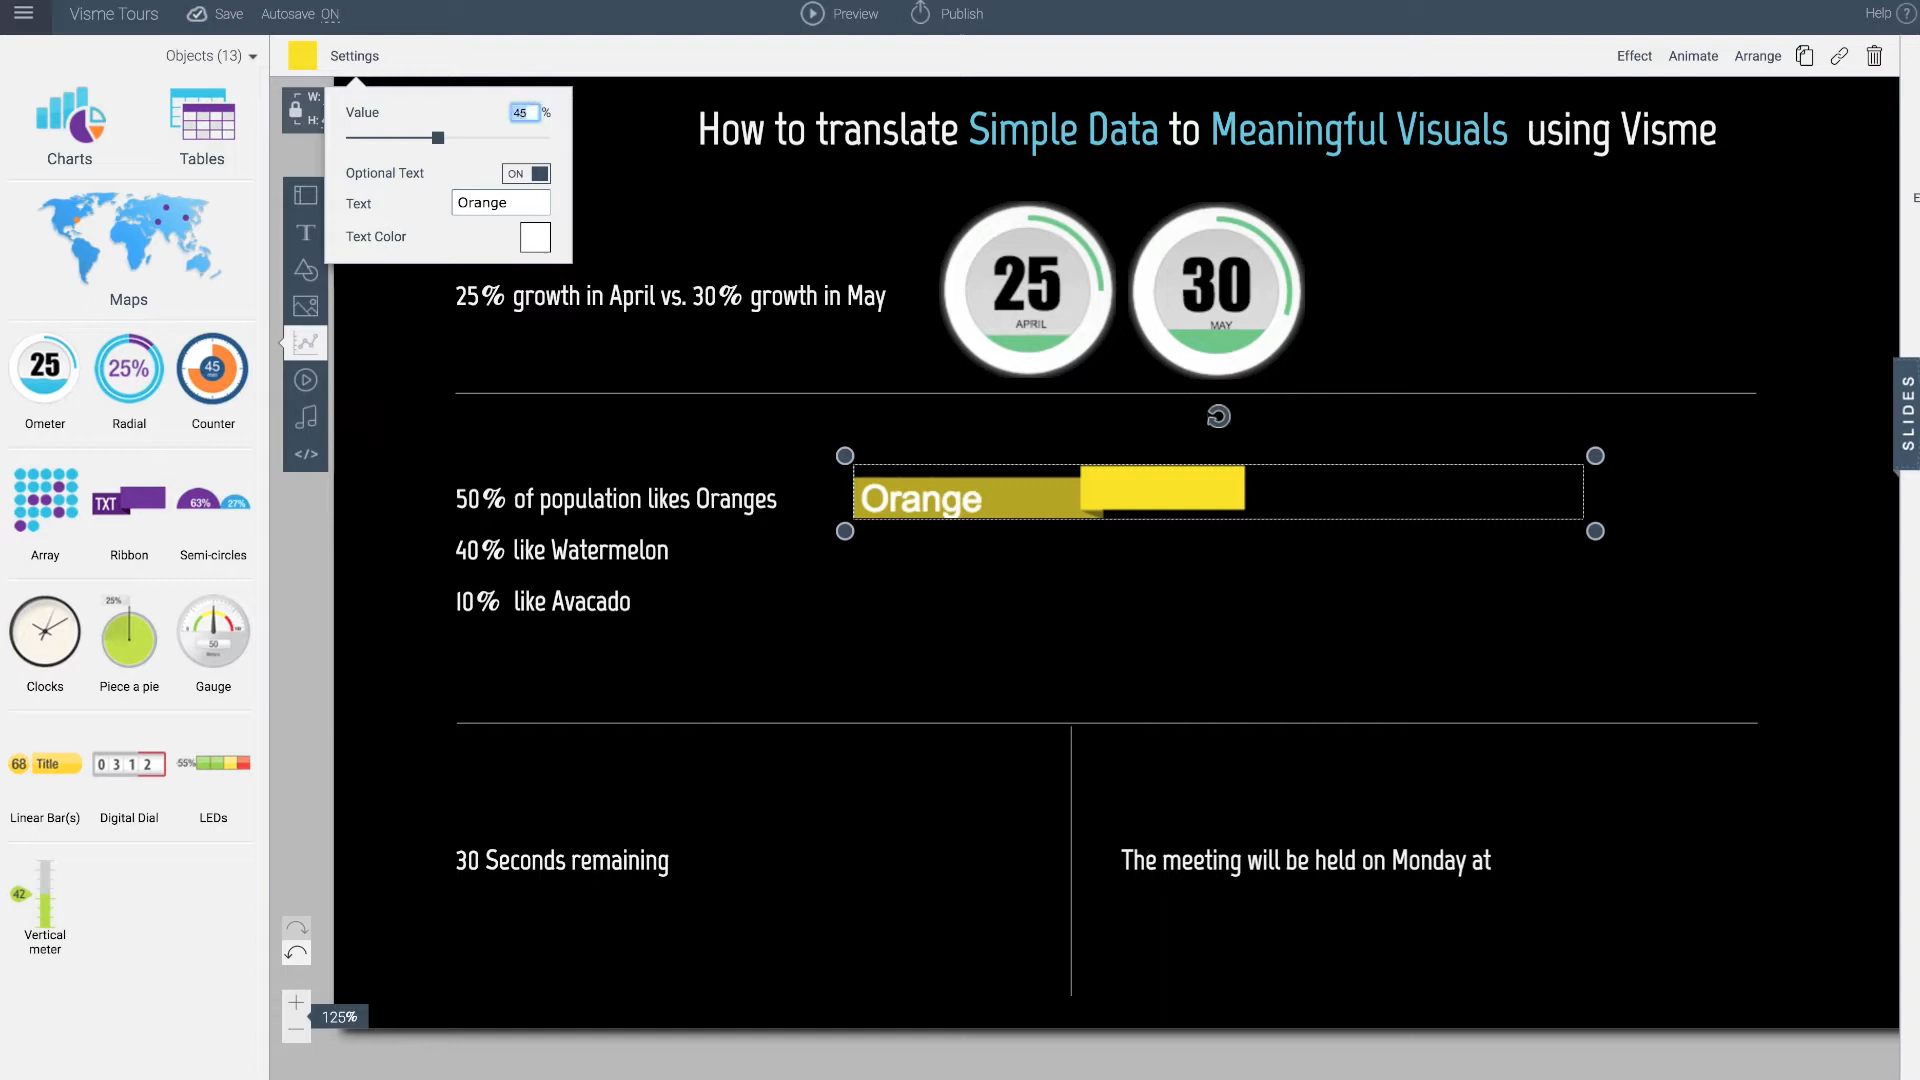 Visme Tours
Save
Autosave ON
Preview
Publish
Help ?
Objects (13)
Settings
Effect
Animate
Arrange
W:
H:
Value
45 %
Optional Text
ON
Text
Orange
Text Color
Charts
Tables
Maps
25
25%
45
Ometer
Radial
Counter
TXT
63%
27%
Array
Ribbon
Semi-circles
25%
50
Clocks
Piece a pie
Gauge
68 Title
0 3 1 2
55%
Linear Bar(s)
Digital Dial
LEDs
42
Vertical
meter
T
</>
125%
How to translate Simple Data to Meaningful Visuals using Visme
25% growth in April vs. 30% growth in May
25
APRIL
30
MAY
50% of population likes Oranges
40% like Watermelon
10% like Avacado
Orange
30 Seconds remaining
The meeting will be held on Monday at
SLIDES